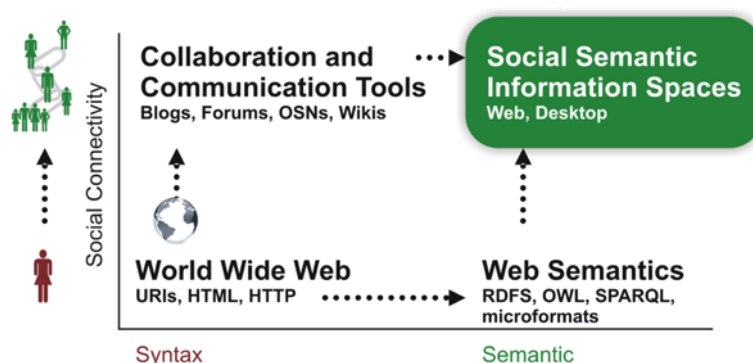 Collaboration and
Communication Tools
Blogs, Forums, OSNs, Wikis
Social Semantic
Information Spaces
Web, Desktop
Social Connectivity
World Wide Web
URIs, HTML, HTTP
Web Semantics
RDFS, OWL, SPARQL,
microformats
Syntax
Semantic